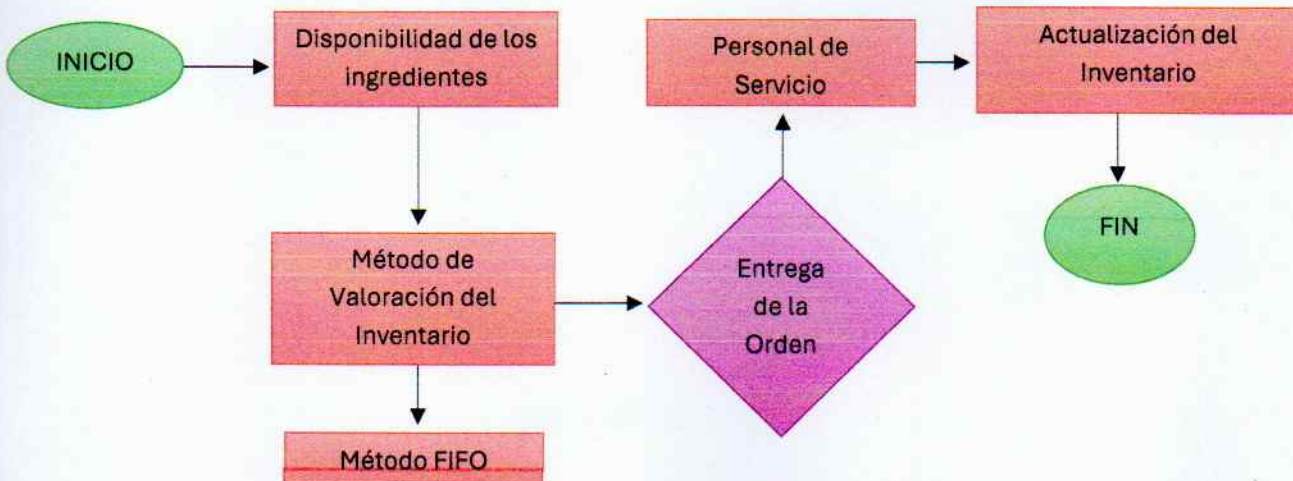 INICIO
Disponibilidad de los
ingredientes
Método de
Valoración del
Inventario
Método FIFO
Entrega
de la
Orden
Personal de
Servicio
Actualización del
Inventario
FIN